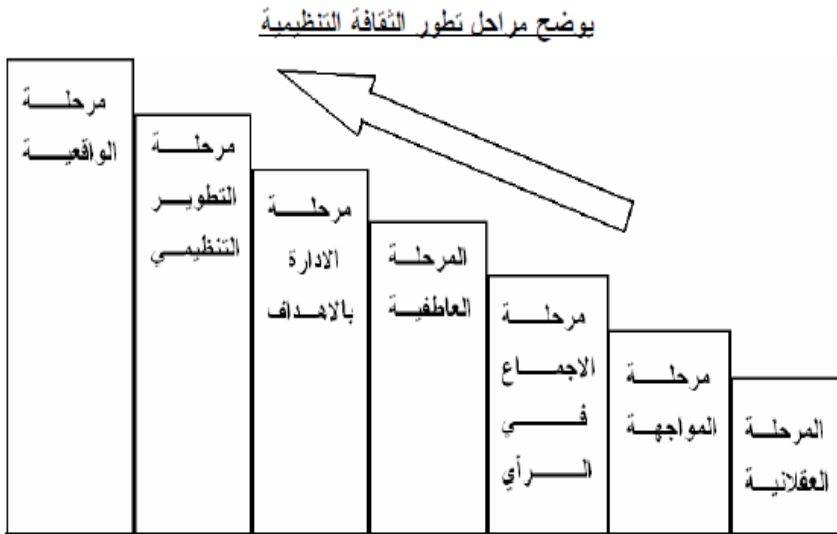 يوضح مراحل تطور الثقافة التنظيمية
المرحلة
العقلانية
مرحلة
المواجهة
مرحلة
الاجماع
في
الرأي
المرحلة
العاطفية
مرحلة
الادارة
بالاهداف
مرحلة
التطوير
التنظيمي
مرحلة
الواقعية